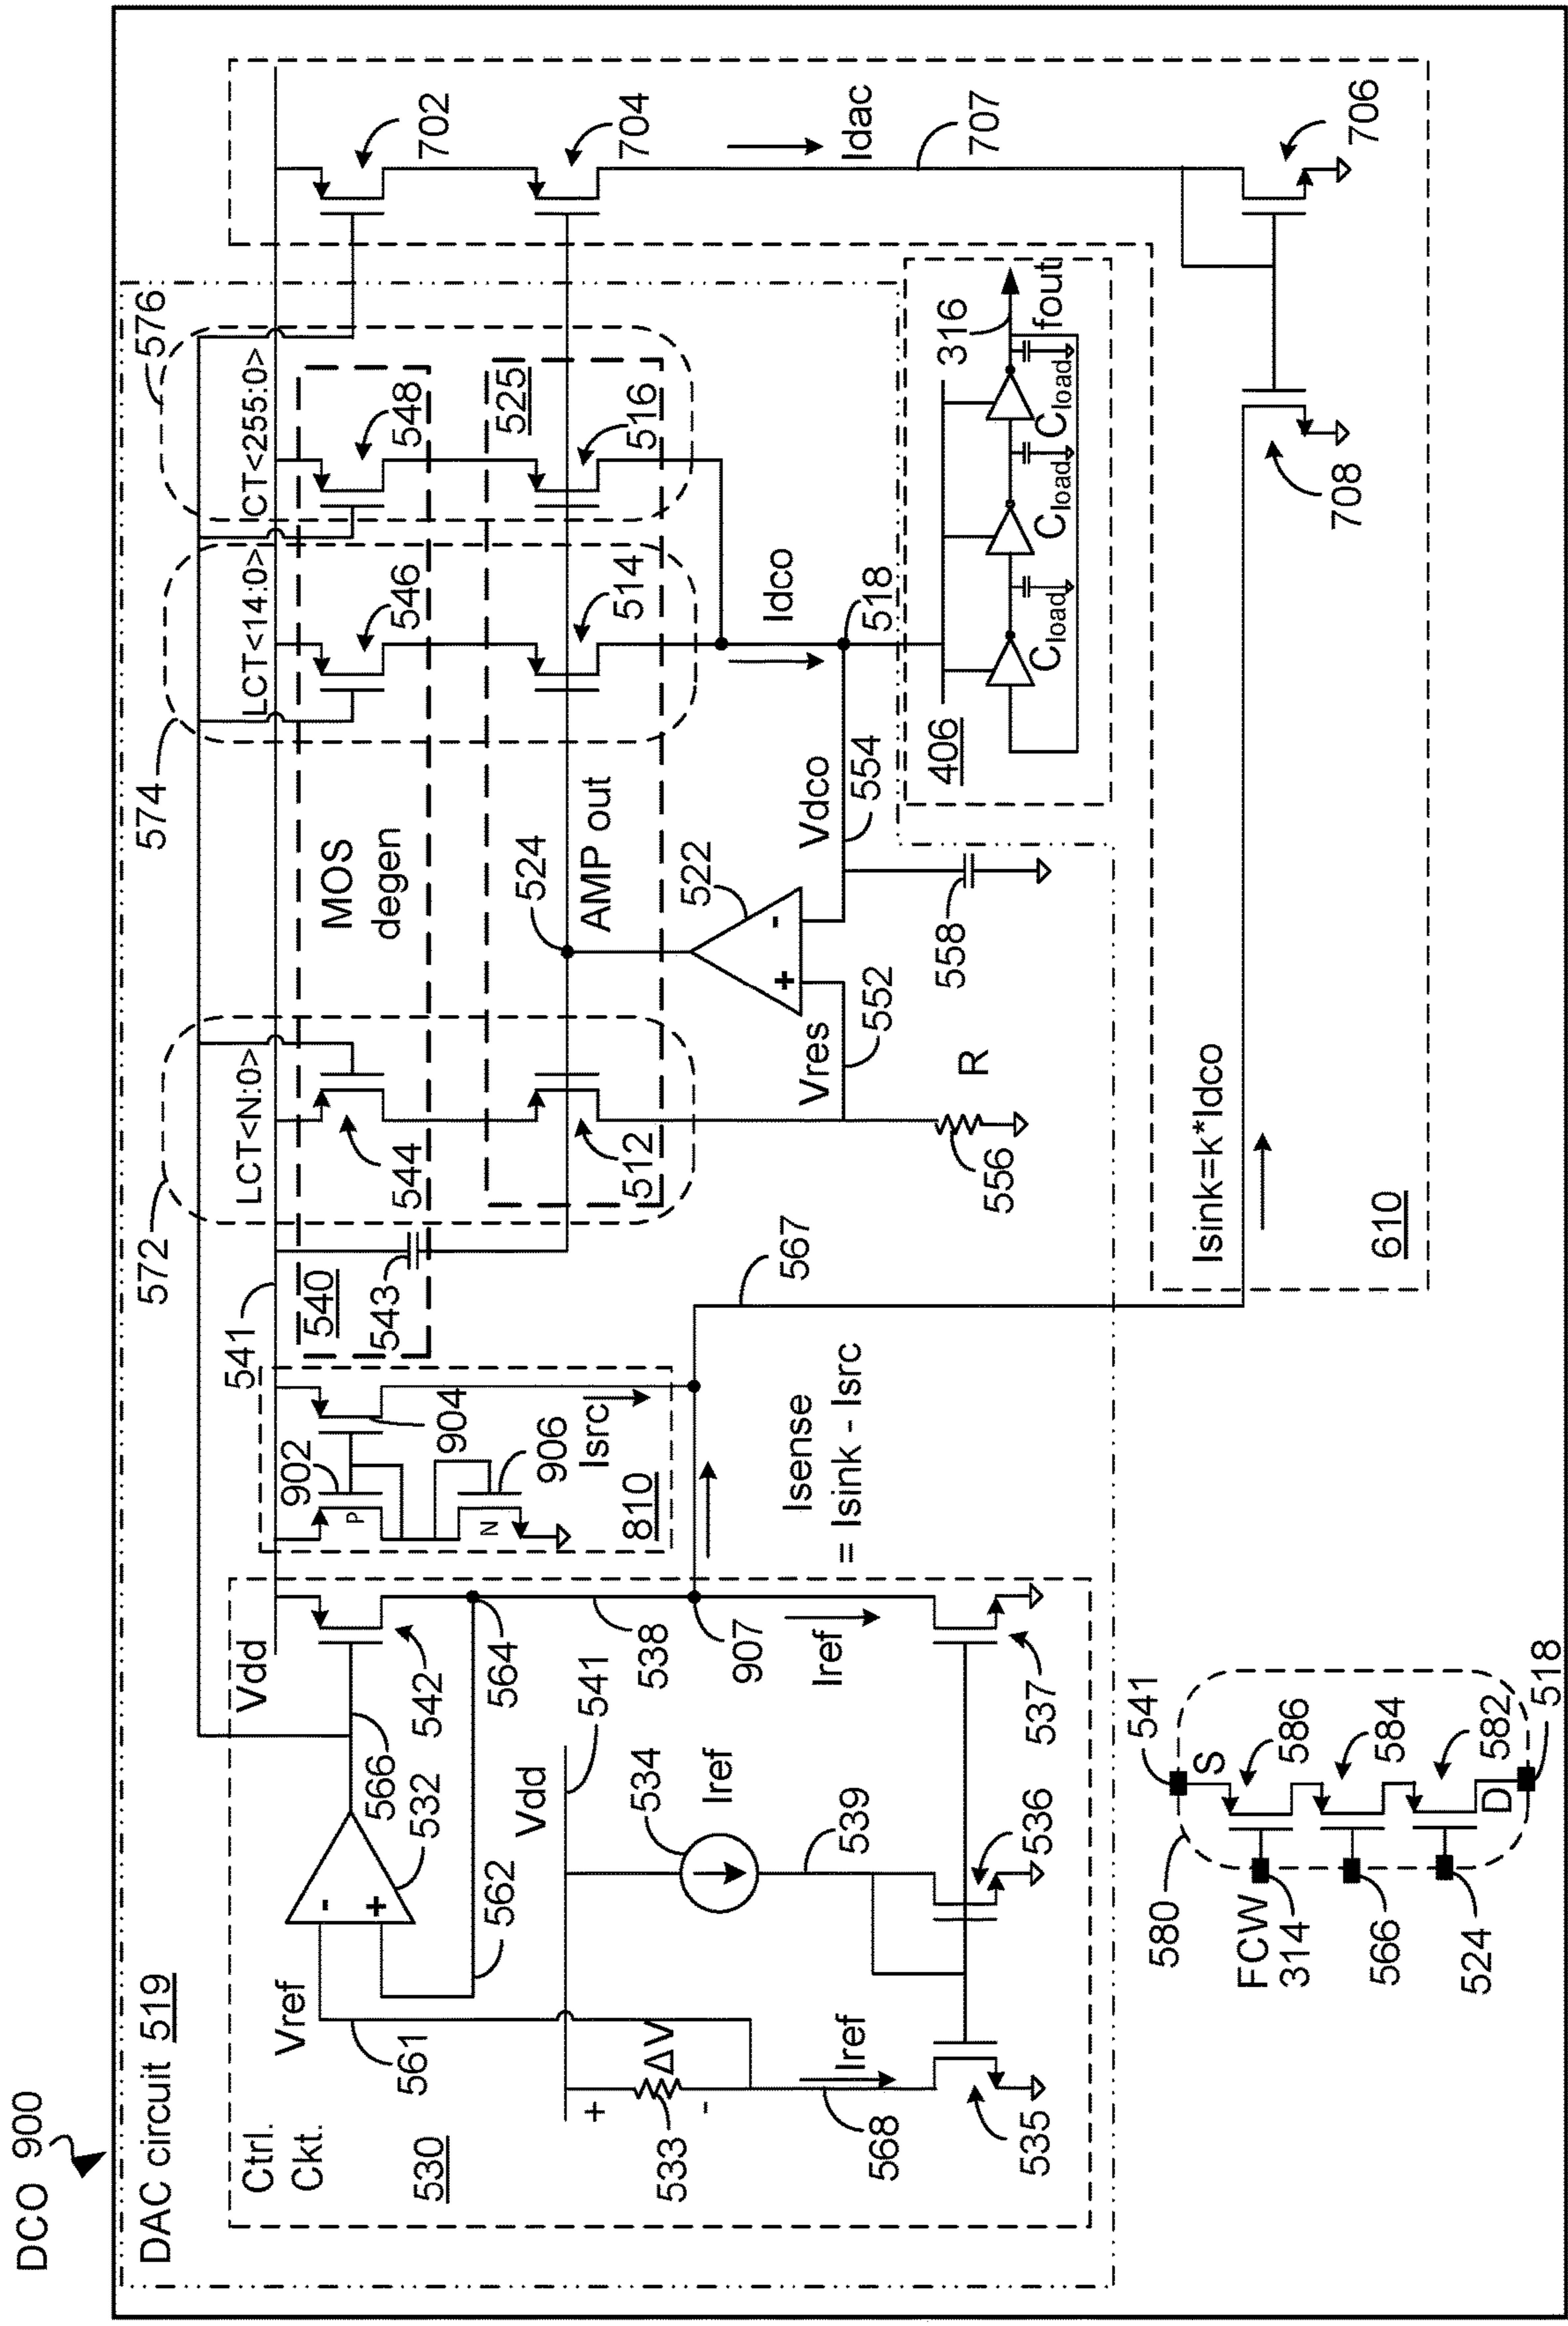 DCO 900
DAC circuit 519
Ctrl.
Ckt.
530
Vref
561
562
532
566
542
564
538
907
Vdd
Vdd
541
+
ΔV
-
533
568
Iref
535
534
Iref
539
536
Iref
537
-
+
541
902
P
904
N
906
Isrc
810
Isense
= Isink - Isrc
567
572
LCT<N:0>
540
543
544
512
MOS
degen
574
LCT<14:0>
546
514
576
CT<255:0>
548
525
516
524
AMP out
522
+
-
Vres
552
R
556
558
Vdco
554
Idco
518
406
Cload
Cload
Cload
316
fout
702
704
Idac
707
706
708
Isink=k*Idco
610
580
541
S
586
584
582
D
518
FCW
314
566
524